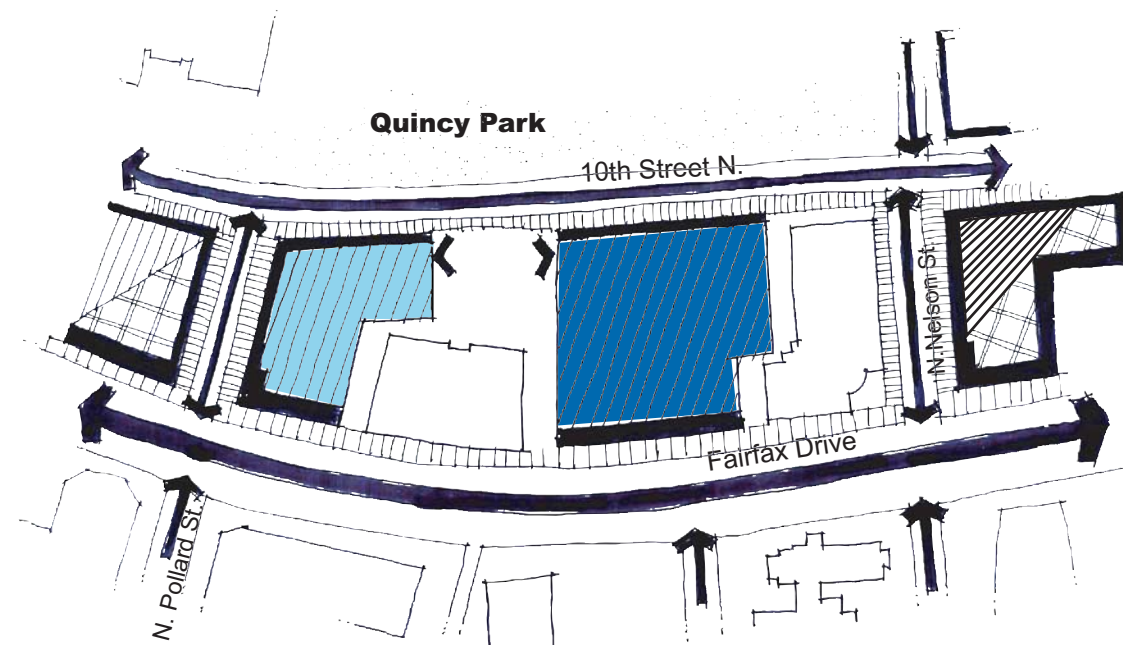 Quincy Park
10th Street N.
N.Nelson St.
Fairfax Drive
N. Pollard St.